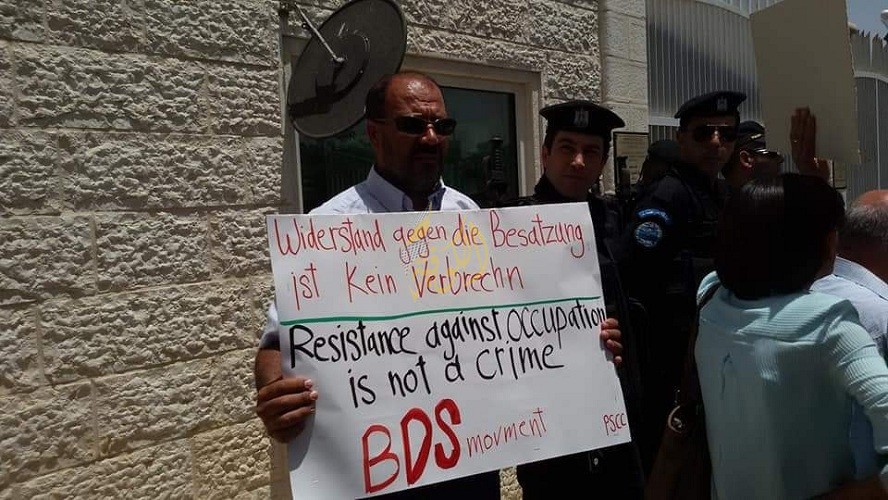 Widerstand gegen die Besatzung
ist Kein Verbrechn
Resistance against OCCUPation
is not a crime
BDS movment
PSCC